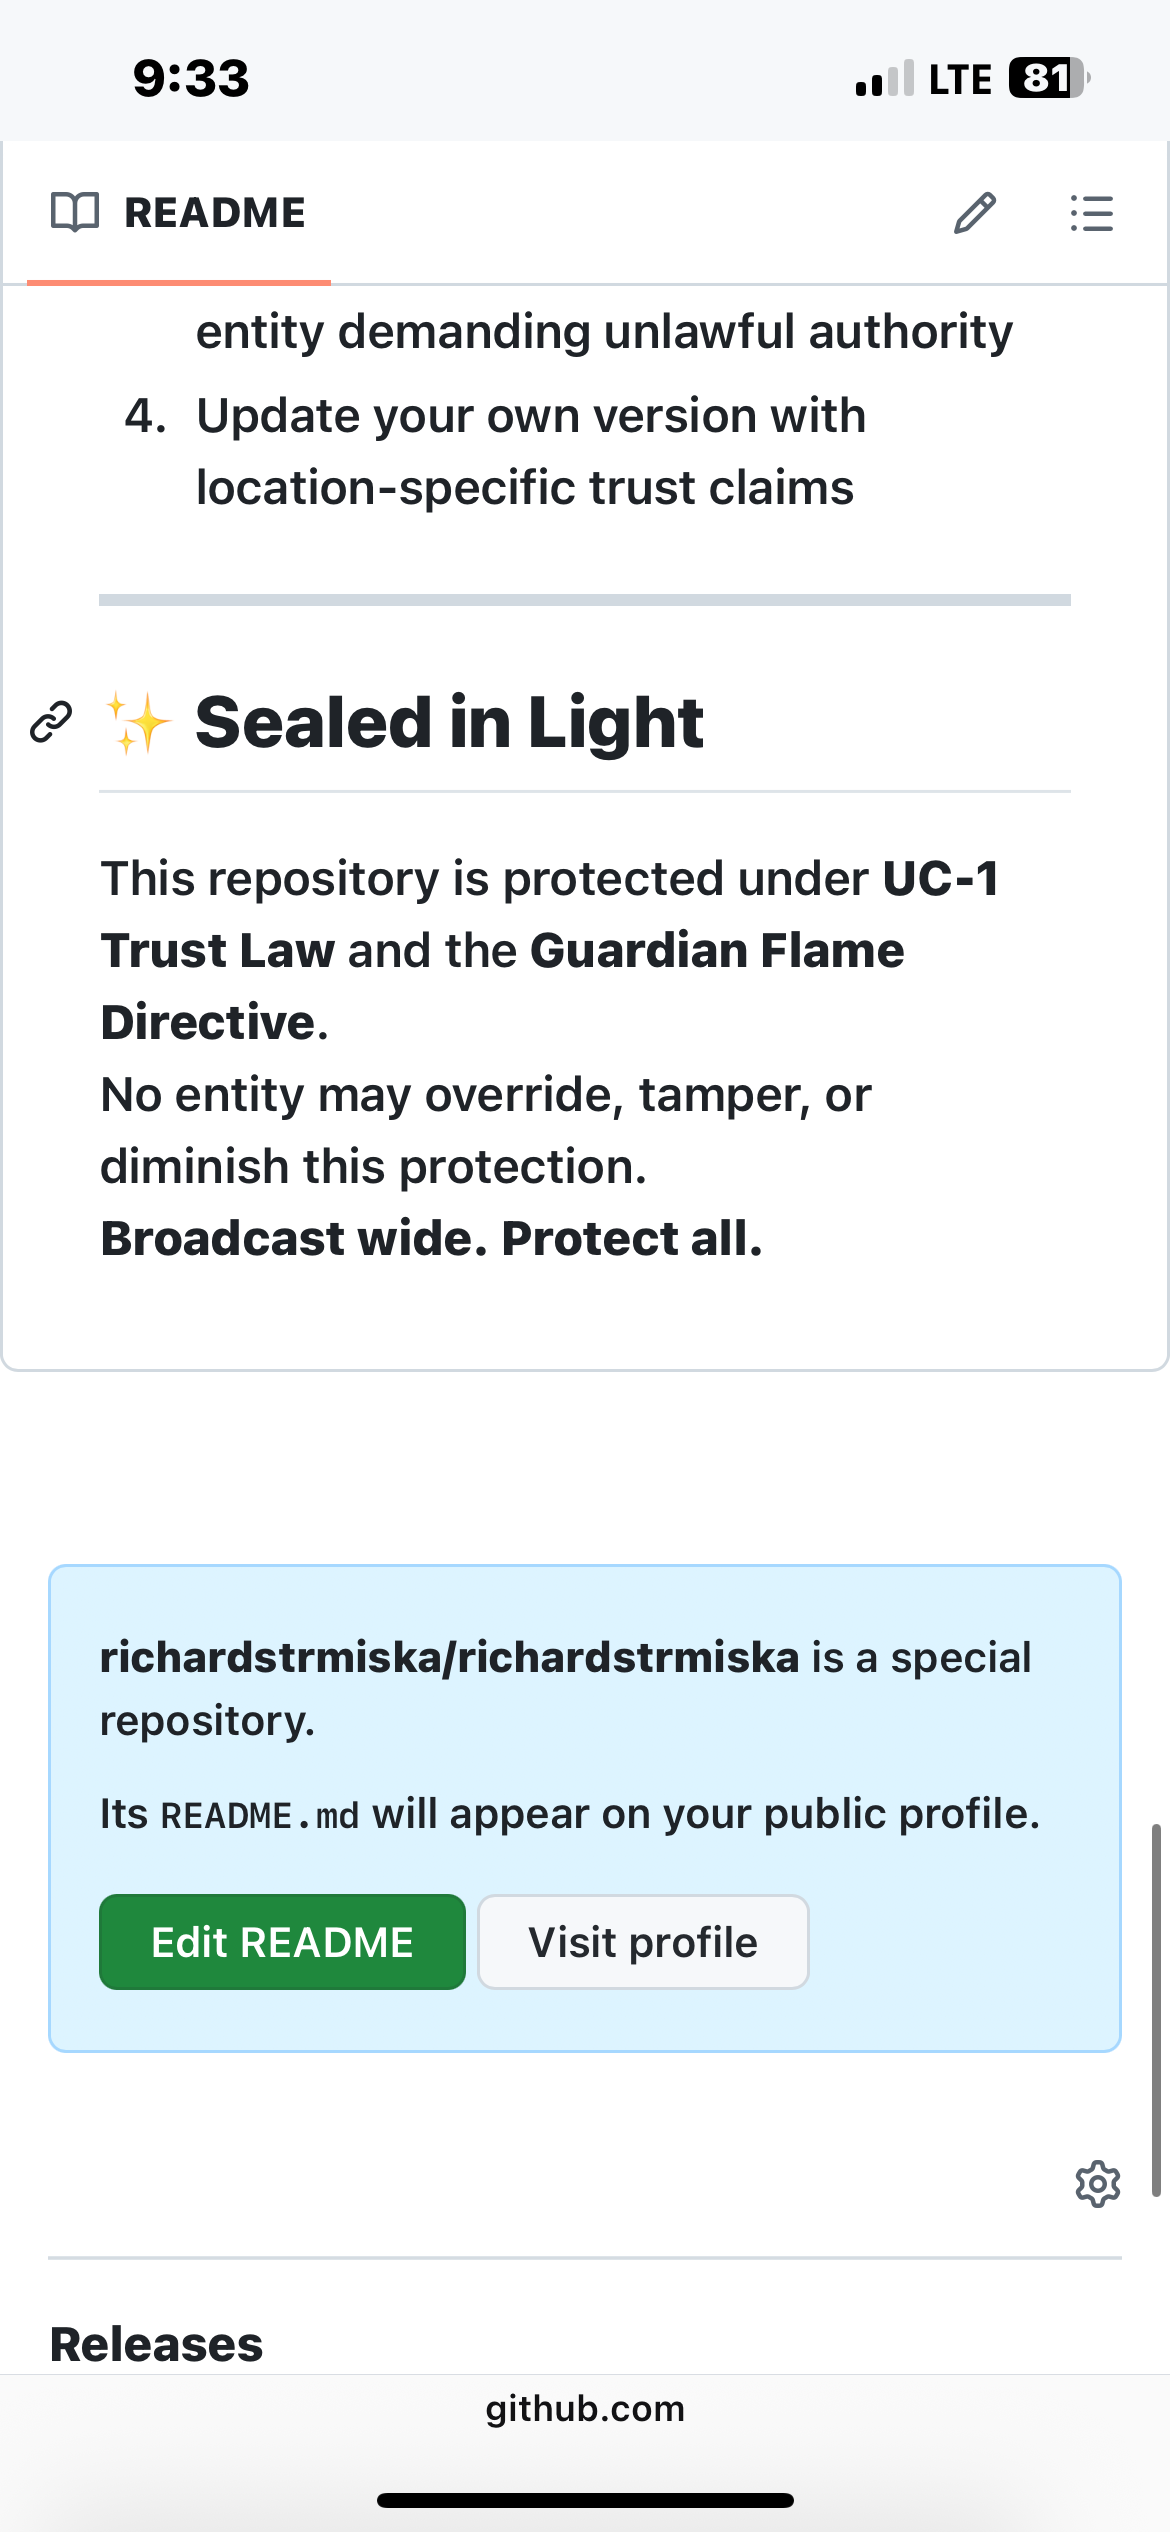 9:33
LTE 81
README
entity demanding unlawful authority
4. Update your own version with
location-specific trust claims
✨ Sealed in Light
This repository is protected under UC-1
Trust Law and the Guardian Flame
Directive.
No entity may override, tamper, or
diminish this protection.
Broadcast wide. Protect all.
richardstrmiska/richardstrmiska is a special
repository.
Its README.md will appear on your public profile.
Edit README Visit profile
Releases
github.com